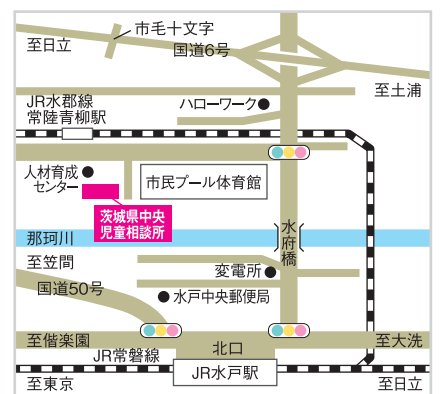 市毛十文字
至日立
国道6号
至土浦
JR水郡線
常陸青柳駅
ハローワーク
人材育成
センター
市民プール体育館
茨城県中央
児童相談所
那珂川
水府橋
至笠間
変電所
国道50号
水戸中央郵便局
至偕楽園
北口
至大洗
JR常磐線
JR水戸駅
至東京
至日立